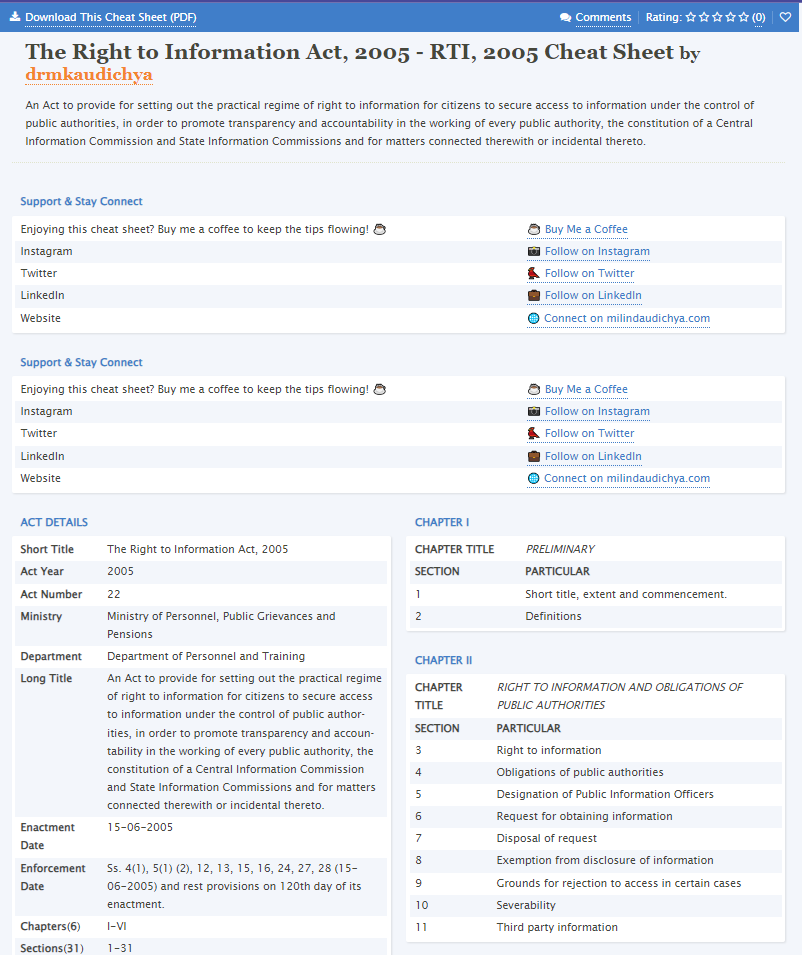 Download This Cheat Sheet (PDF)
Comments
Rating:
(0)
The Right to Information Act, 2005 - RTI, 2005 Cheat Sheet by
drmkaudichya
An Act to provide for setting out the practical regime of right to information for citizens to secure access to information under the control of
public authorities, in order to promote transparency and accountability in the working of every public authority, the constitution of a Central
Information Commission and State Information Commissions and for matters connected therewith or incidental thereto.
Support & Stay Connect
Enjoying this cheat sheet? Buy me a coffee to keep the tips flowing! Buy Me a Coffee
Instagram Follow on Instagram
Twitter Follow on Twitter
LinkedIn Follow on LinkedIn
Website Connect on milindaudichya.com
Support & Stay Connect
Enjoying this cheat sheet? Buy me a coffee to keep the tips flowing! Buy Me a Coffee
Instagram Follow on Instagram
Twitter Follow on Twitter
LinkedIn Follow on LinkedIn
Website Connect on milindaudichya.com
ACT DETAILS
Short Title The Right to Information Act, 2005
Act Year 2005
Act Number 22
Ministry Ministry of Personnel, Public Grievances and
Pensions
Department Department of Personnel and Training
Long Title An Act to provide for setting out the practical regime
of right to information for citizens to secure access
to information under the control of public author-
ities, in order to promote transparency and accoun-
tability in the working of every public authority, the
constitution of a Central Information Commission
and State Information Commissions and for matters
connected therewith or incidental thereto.
Enactment 15-06-2005
Date
Enforcement Ss. 4(1), 5(1) (2), 12, 13, 15, 16, 24, 27, 28 (15-
Date 06-2005) and rest provisions on 120th day of its
enactment.
Chapters(6) I-VI
Sections(31) 1-31
CHAPTER I
CHAPTER TITLE PRELIMINARY
SECTION PARTICULAR
1 Short title, extent and commencement.
2 Definitions
CHAPTER II
CHAPTER RIGHT TO INFORMATION AND OBLIGATIONS OF
TITLE PUBLIC AUTHORITIES
SECTION PARTICULAR
3 Right to information
4 Obligations of public authorities
5 Designation of Public Information Officers
6 Request for obtaining information
7 Disposal of request
8 Exemption from disclosure of information
9 Grounds for rejection to access in certain cases
10 Severability
11 Third party information